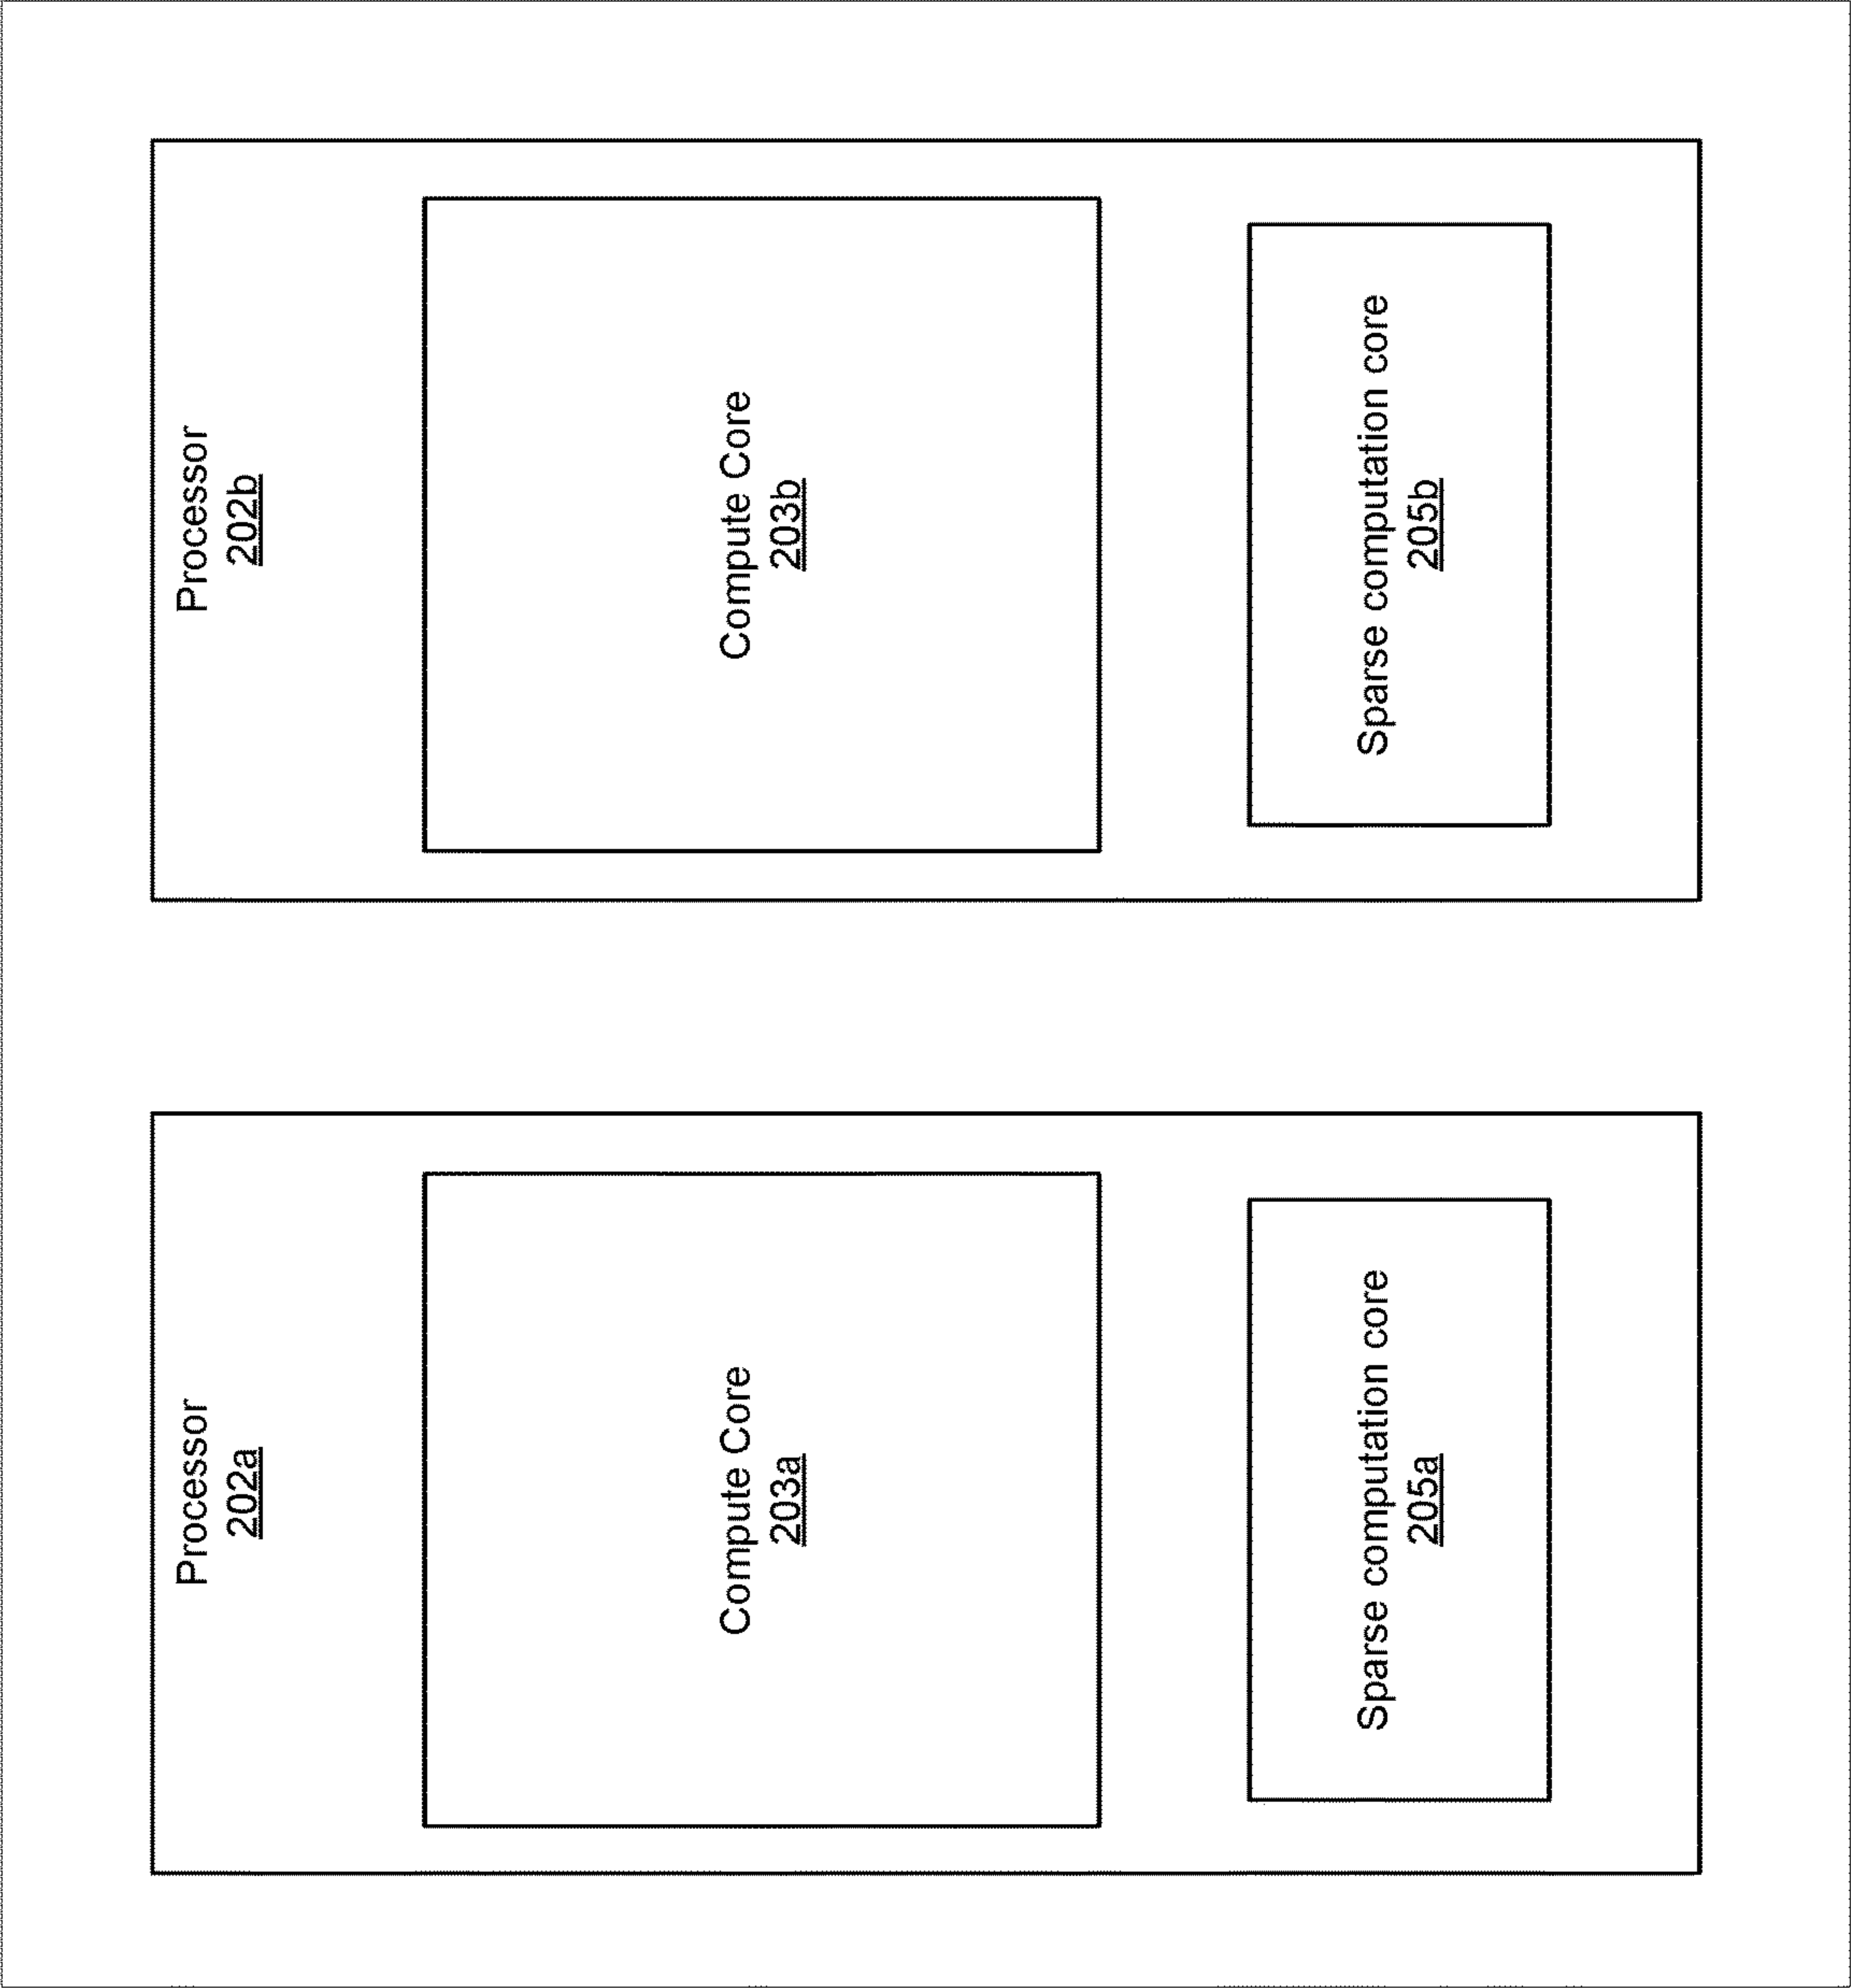 Processor
202a
Compute Core
203a
Sparse computation core
205a
Processor
202b
Compute Core
203b
Sparse computation core
205b